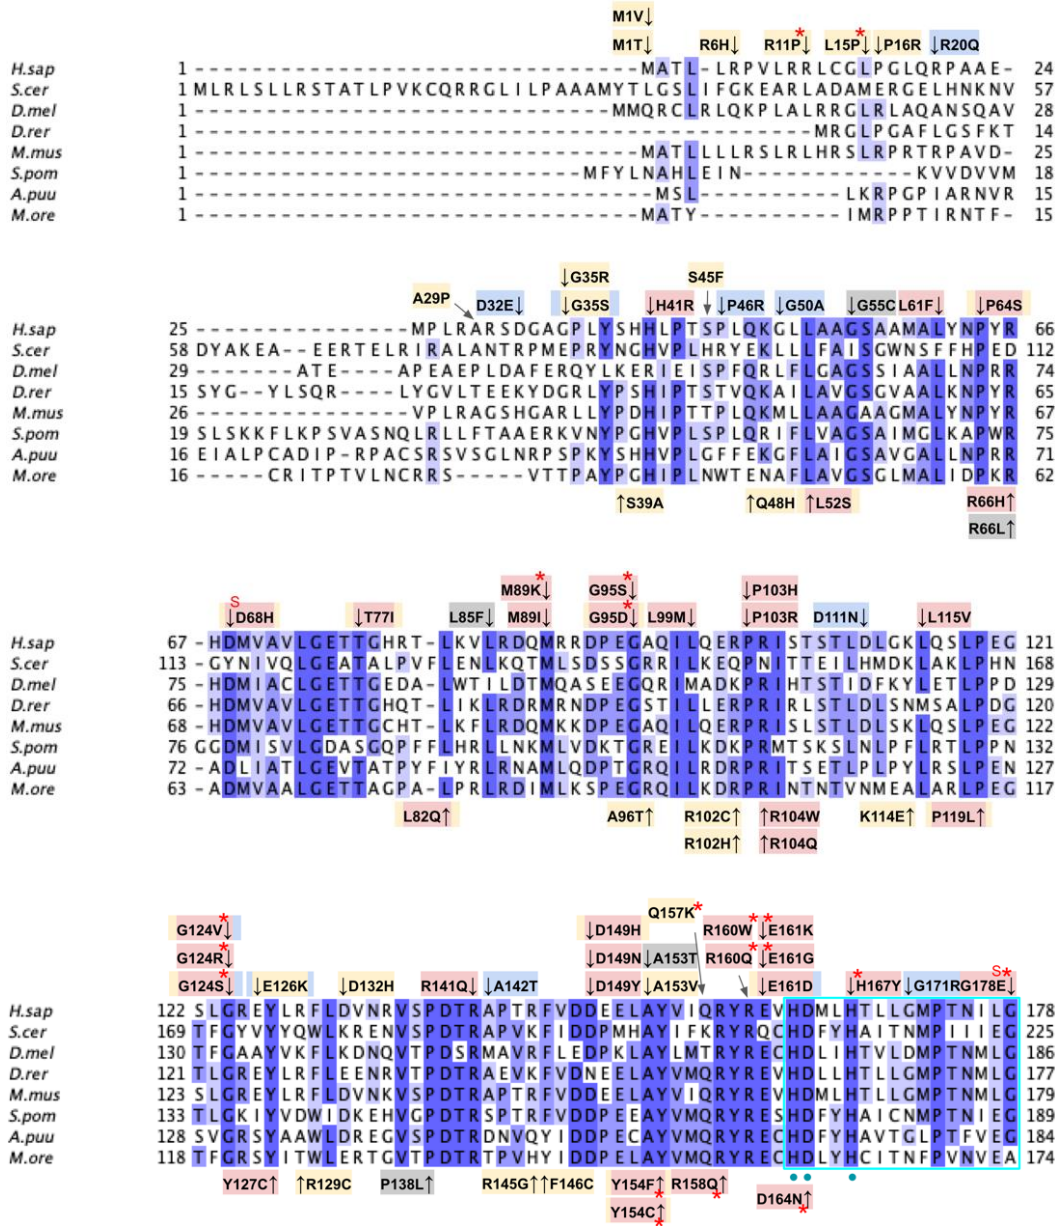 M1V↓
M1T↓ R6H↓ R11P*↓ L15P*↓ ↓P16R ↓R20Q
H.sap 1 -------------------------------MATL-LRPVLRRLCGLPGLQRPAAE- 24
S.cer 1 MLRLSLLRSTATLPVKCQRRGLILPAAAMYTLGSLIFGKEARLADAMERGELHNKNV 57
D.mel 1 -----------------------------MMQRCLRLQKPLALRRGLRLAQANSQAV 28
D.rer 1 -------------------------------------------MRGLPGAFLGSFKT 14
M.mus 1 -------------------------------MATLLLLRSLRLHRSLRPRTRPAVD- 25
S.pom 1 ---------------------------MFYLNAHLEIN------------KVVDVVM 18
A.puu 1 --------------------------------MSL----------LKRPGPIARNVR 15
M.ore 1 -------------------------------MATY----------IMRPPTIRNTF- 15
↓G35R S45F
A29P D32E↓ ↓G35S ↓H41R ↓P46R ↓G50A ↓G55C L61F↓ ↓P64S
H.sap 25 ---------------MPLRARSDGAGPLYSHHLPTSPLQKGLLAAGSAAMALYNPYR 66
S.cer 58 DYAKEA--EERTELRIRALANTRPMEPRYNGHVPLHRYEKLLLFAISGWNSFFHPED 112
D.mel 29 -------ATE----APEAEPLDAFERQYLKERIEISPFQRLFLGAGSSIAALLNPRR 74
D.rer 15 SYG--YLSQR----LYGVLTEEKYDGRLYPSHIPTSTVQKAILAVGSGVAALKNPYR 65
M.mus 26 ---------------VPLRAGSHGARLLYPDHIPTTPLQKMLLAAGAAGMALYNPYR 67
S.pom 19 SLSKKFLKPSVASNQLRLLFTAAERKVNYPGHVPLSPLQRIFLVAGSAIMGLKAPWR 75
A.puu 16 EIALPCADIP-RPACSRSVSGLNRPSPKYSHHVPLGFFEKGFLAIGSAVGALLNPRR 71
M.ore 16 -----CRITPTVLNCRRS-----VTTPAYPGHIPLNWTENAFLAVGSGLMALIDPKR 62
↑S39A ↑Q48H ↑L52S R66H↑
R66L↑
M89K*↓ G95S*↓ ↓P103H
S↓D68H ↓T77I L85F↓ M89I↓ G95D*↓ L99M↓ ↓P103R D111N↓ ↓L115V
H.sap 67 -HDMVAVLGETTGHRT-LKVLRDQMRRDPEGAQILQERPRISTSTLDLGKLQSLPEG 121
S.cer 113 -GYNIVQLGEATALPVFLENLKQTMLSDSSGRRILKEQPNITTEILHMDKLAKLPHN 168
D.mel 75 -HDMIACLGETTGEDA-LWTILDTMQASEEGQRIMADKPRIHTSTIDFKYLETLPPD 129
D.rer 66 -HDMVAVLGETTGHQT-LIKLRDRMRNDPEGSTILLERPRIRLSTLDLSNMSALPDG 120
M.mus 68 -HDMVAVLGETTGCHT-LKFLRDQMKKDPEGAQILQERPRISLSTLDLSKLQSLPEG 122
S.pom 76 GGDMISVLGDASGQPFFLHRLLNKMLVDKTGREILKDKPRMTSKSLNLPFLRTLPPN 132
A.puu 72 -ADLIATLGEVTATPYFIYRLRNAMLQDPTGRQILRDRPRITSETLPLPYLRSLPEN 127
M.ore 63 -ADMVAALGETTAGPA-LPRLRDIMLKSPEGRQILKDRPRINTNTVNMEALARLPEG 117
L82Q↑ A96T↑ R102C↑ ↑R104W K114E↑ P119L↑
R102H↑ ↑R104Q
G124V*↓ ↓D149H Q157K* R160W* ↓*E161K
G124R*↓ ↓D149N ↓A153T R160Q* ↓*E161G
G124S*↓ ↓E126K ↓D132H R141Q↓ ↓A142T ↓D149Y ↓A153V ↓E161D ↓*H167Y ↓G171R G178E S*↓
H.sap 122 SLGREYLRFLDVNRVSPDTRAPTRFVDDEELAYVIQRYREVHDMLHTLLGMPTNILG 178
S.cer 169 TFGYVYYQWLKRENVSPDTRAPVKFIDDPMHAYIFKRYRQCHDFYHAITNMPIIIEG 225
D.mel 130 TFGAAYVKFLKDNQVTPDSRMAVRFLEDPKLAYLMTRYRECHDLIHTVLDMPTNMLG 186
D.rer 121 TLGREYLRFLEENRVTPDTRAEVKFVDNEELAYVMQRYREVHDLLHTLLGMPTNMLG 177
M.mus 123 SLGREYLRFLDVNKVSPDTRAPTRFVDDEELAYVIQRYREVHDMLHTLLGMPTNMLG 179
S.pom 133 TLGKIYVDWIDKEHVGPDTRSPTRFVDDPEEAYVMQRYRESHDFYHAICNMPTNIEG 189
A.puu 128 SVGRSYAAWLDREGVSPDTRDNVQYIDDPECAYVMQRYRECHDFYHAVTGLPTFVEG 184
M.ore 118 TFGRSYITWLERTGVTPDTRTPVHYIDDPECAYVMQRYRECHDLYHCITNFPVNVEA 174
Y127C↑ ↑R129C P138L↑ R145G↑ ↑F146C Y154F↑ R158Q*↑ D164N*↑
Y154C*↑